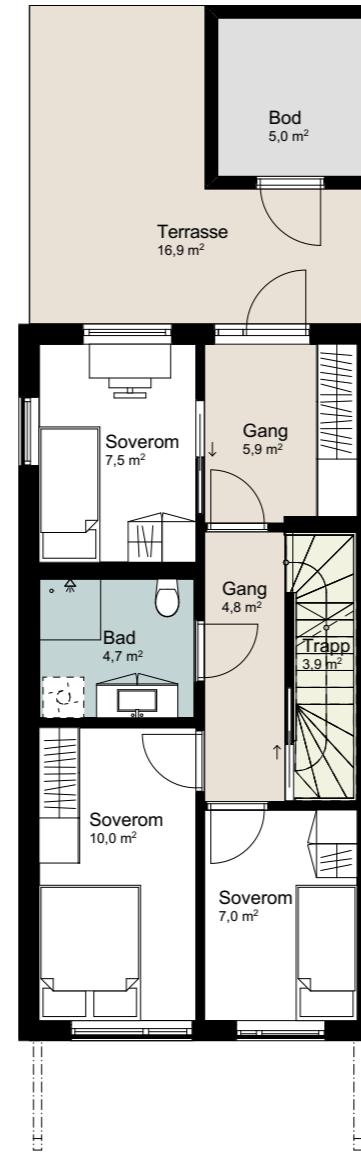 Bod
5,0 m²
Terrasse
16,9 m²
Soverom
7,5 m²
Gang
5,9 m²
Gang
4,8 m²
Trapp
3,9 m²
Bad
4,7 m²
Soverom
10,0 m²
Soverom
7,0 m²